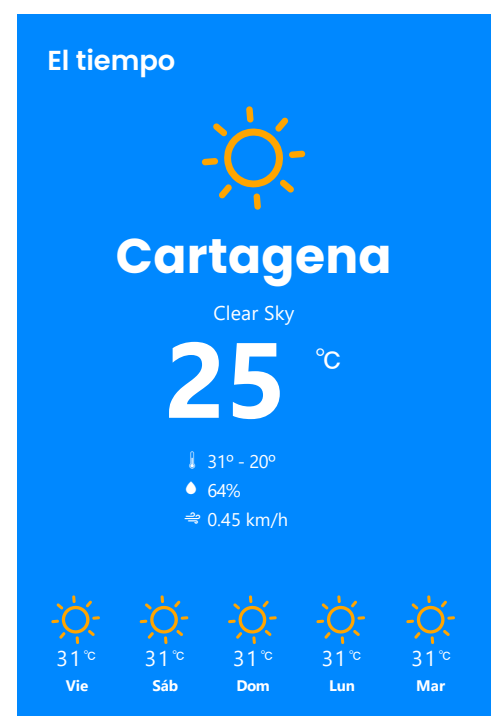 El tiempo
Cartagena
Clear Sky
25 ℃
31º - 20º
64%
0.45 km/h
31℃ 31℃ 31℃ 31℃ 31℃
Vie Sáb Dom Lun Mar